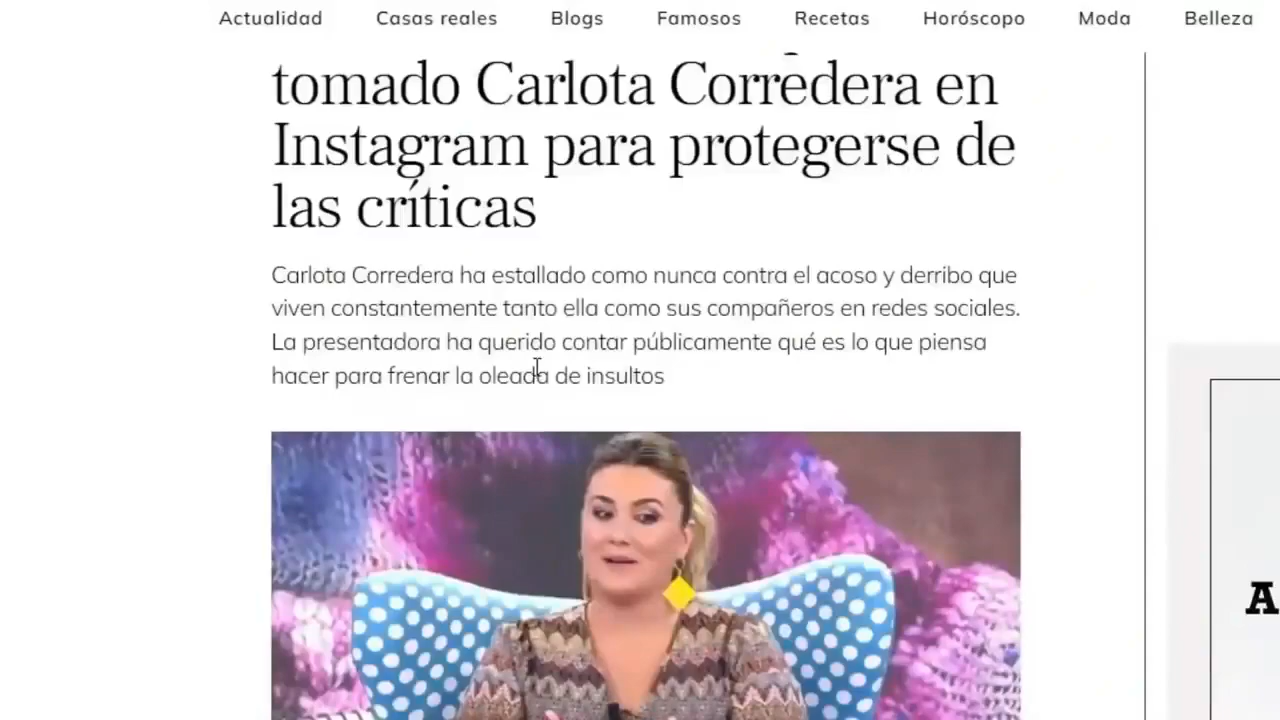 Actualidad Casas reales Blogs Famosos Recetas Horóscopo Moda Belleza
tomado Carlota Corredera en
Instagram para protegerse de
las críticas
Carlota Corredera ha estallado como nunca contra el acoso y derribo que
viven constantemente tanto ella como sus compañeros en redes sociales.
La presentadora ha querido contar públicamente qué es lo que piensa
hacer para frenar la oleada de insultos
A